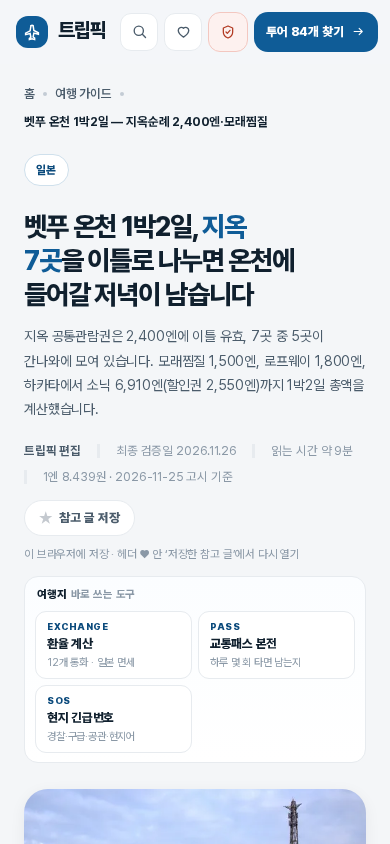 트립픽
투어 84개 찾기 →
홈 • 여행 가이드 •
벳푸 온천 1박2일 — 지옥순례 2,400엔·모래찜질
일본
벳푸 온천 1박2일, 지옥
7곳을 이틀로 나누면 온천에
들어갈 저녁이 남습니다
지옥 공통관람권은 2,400엔에 이틀 유효, 7곳 중 5곳이
간나와에 모여 있습니다. 모래찜질 1,500엔, 로프웨이 1,800엔,
하카타에서 소닉 6,910엔(할인권 2,550엔)까지 1박2일 총액을
계산했습니다.
트립픽 편집 | 최종 검증일 2026.11.26 | 읽는 시간 약 9분
| 1엔 8.439원 · 2026-11-25 고시 기준
★ 참고 글 저장
이 브라우저에 저장 · 헤더 ♥ 안 ‘저장한 참고 글’에서 다시 열기
여행지 바로 쓰는 도구
EXCHANGE
환율 계산
12개 통화 · 일본 면세
PASS
교통패스 본전
하루 몇 회 타면 남는지
SOS
현지 긴급번호
경찰·구급·공관·현지어